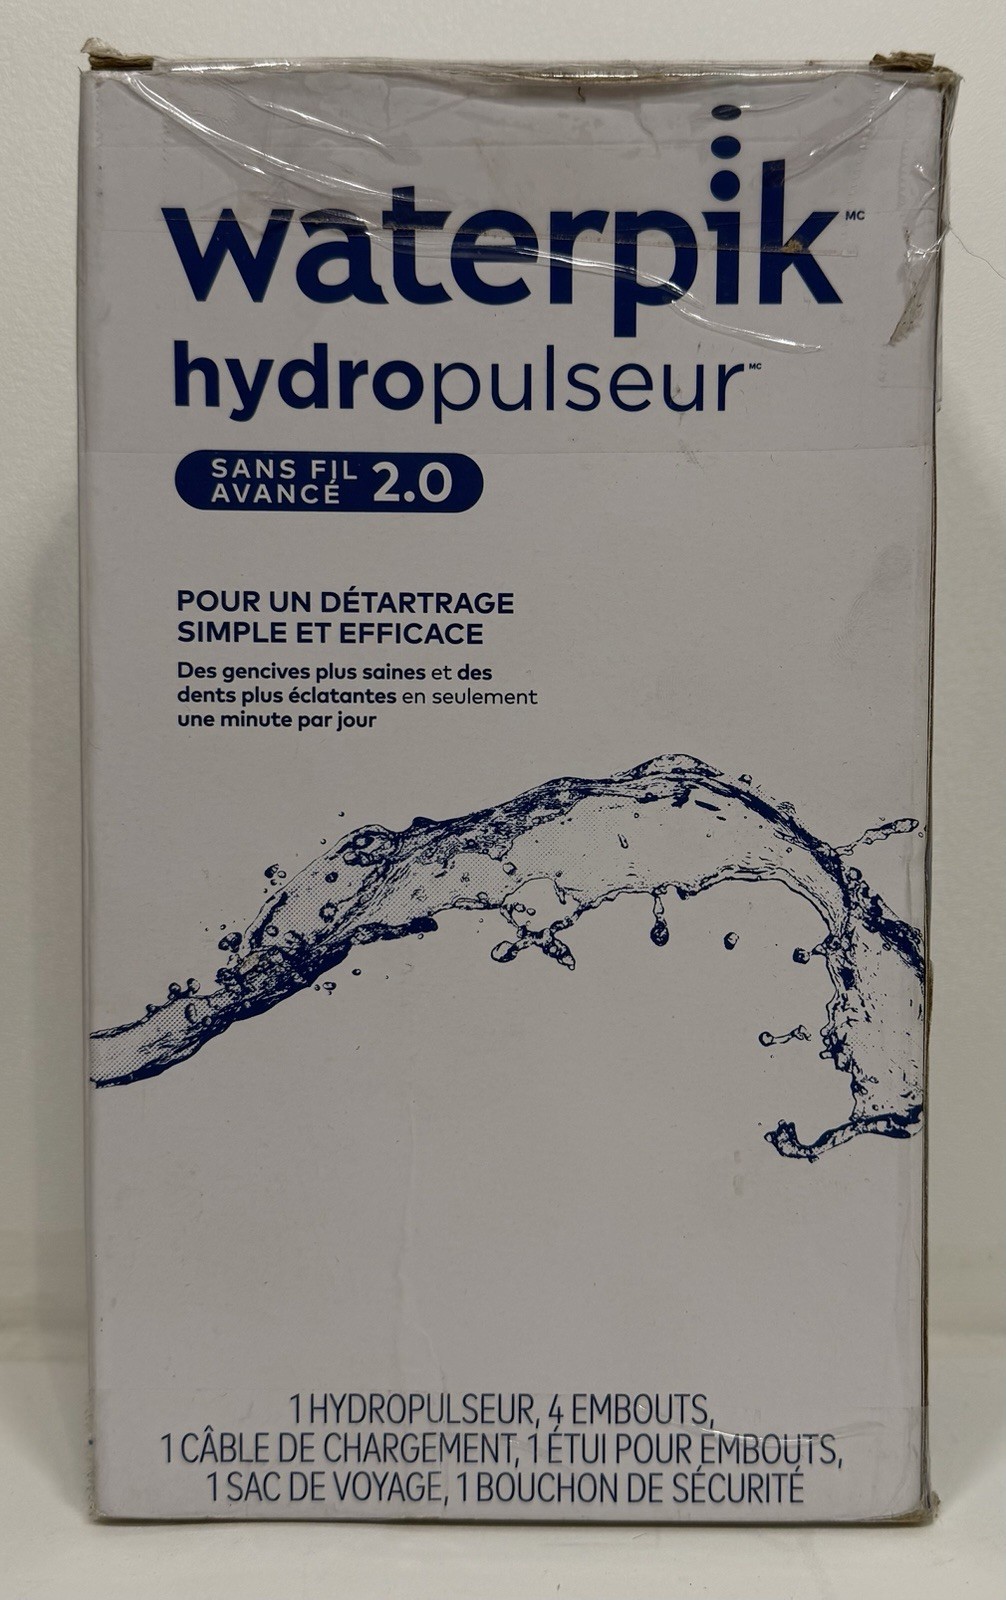 waterpik MC
hydropulseur MC
SANS FIL
AVANCÉ 2.0
POUR UN DÉTARTRAGE
SIMPLE ET EFFICACE
Des gencives plus saines et des
dents plus éclatantes en seulement
une minute par jour
1 HYDROPULSEUR, 4 EMBOUTS,
1 CÂBLE DE CHARGEMENT, 1 ÉTUI POUR EMBOUTS,
1 SAC DE VOYAGE, 1 BOUCHON DE SÉCURITÉ